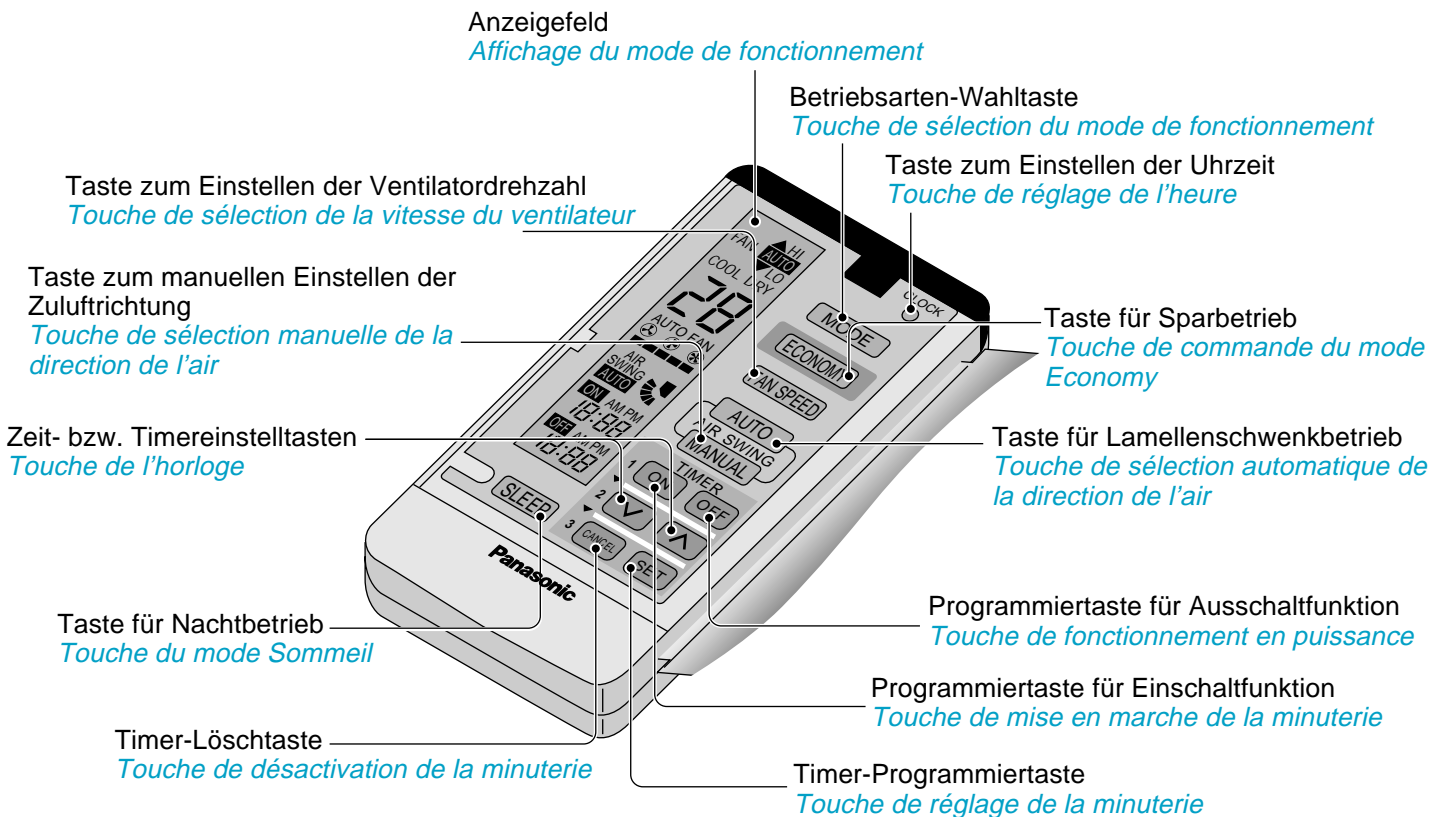 Anzeigefeld
Affichage du mode de fonctionnement
Betriebsarten-Wahltaste
Touche de sélection du mode de fonctionnement
Taste zum Einstellen der Uhrzeit
Touche de réglage de l'heure
Taste zum Einstellen der Ventilatordrehzahl
Touche de sélection de la vitesse du ventilateur
Taste zum manuellen Einstellen der
Zuluftrichtung
Touche de sélection manuelle de la
direction de l'air
Taste für Sparbetrieb
Touche de commande du mode
Economy
Zeit- bzw. Timereinstelltasten
Touche de l'horloge
Taste für Lamellenschwenkbetrieb
Touche de sélection automatique de
la direction de l'air
FAN AUTO HI
LO
COOL DRY
28
AUTO FAN
AIR
SWING
AUTO
ON AM PM
18:88
OFF AM PM
18:88
CLOCK
MODE
ECONOMY
FAN SPEED
AUTO
AIR SWING
MANUAL
TIMER
1 ON
OFF
2
3 CANCEL
SET
SLEEP
Panasonic
Taste für Nachtbetrieb
Touche du mode Sommeil
Programmiertaste für Ausschaltfunktion
Touche de fonctionnement en puissance
Programmiertaste für Einschaltfunktion
Touche de mise en marche de la minuterie
Timer-Löschtaste
Touche de désactivation de la minuterie
Timer-Programmiertaste
Touche de réglage de la minuterie